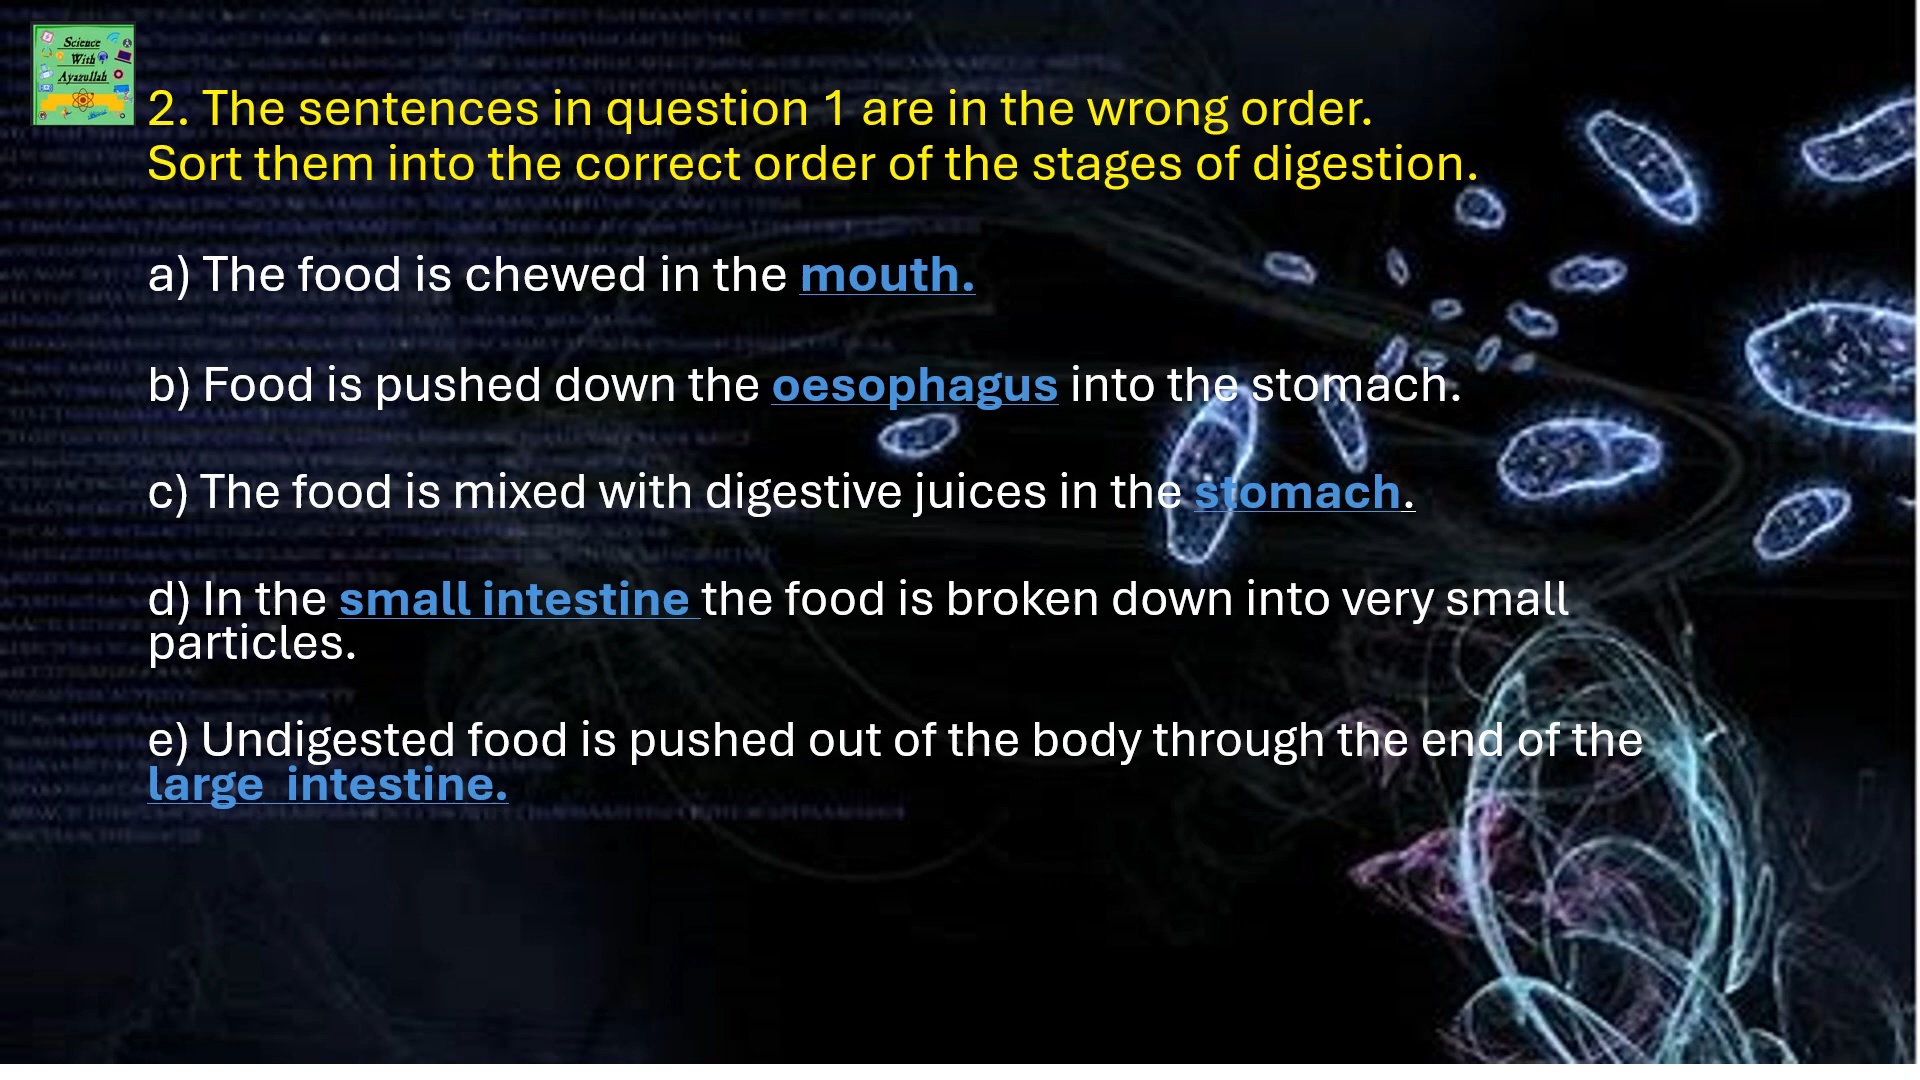 Science
With
Ayazullah
2. The sentences in question 1 are in the wrong order.
Sort them into the correct order of the stages of digestion.
a) The food is chewed in the mouth.
b) Food is pushed down the oesophagus into the stomach.
c) The food is mixed with digestive juices in the stomach.
d) In the small intestine the food is broken down into very small
particles.
e) Undigested food is pushed out of the body through the end of the
large intestine.